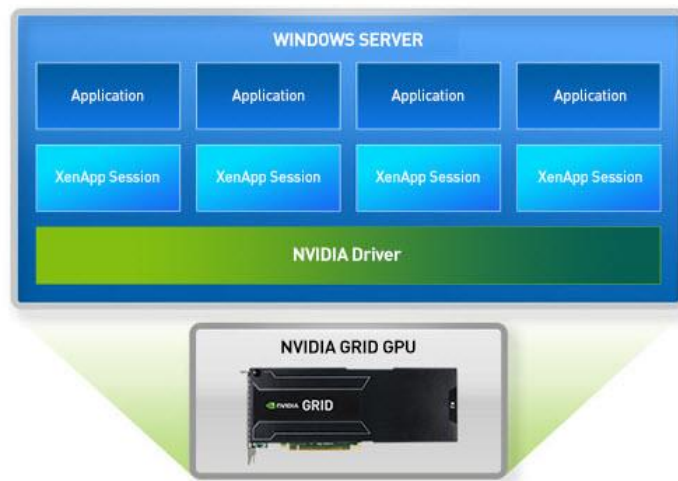 WINDOWS SERVER
Application Application Application Application
XenApp Session XenApp Session XenApp Session XenApp Session
NVIDIA Driver
NVIDIA GRID GPU
NVIDIA GRID